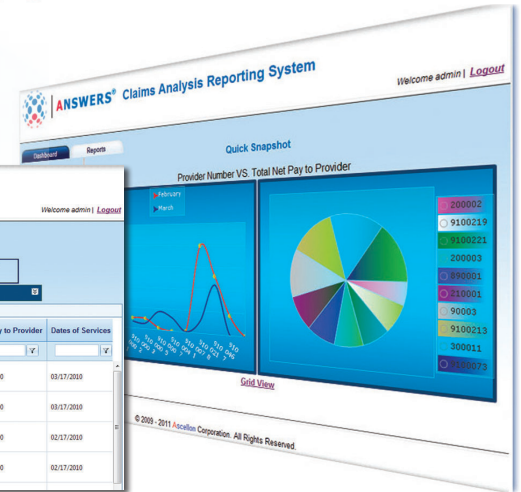 ANSWERS® Claims Analysis Reporting System
Welcome admin | Logout
Dashboard Reports
Quick Snapshot
Provider Number VS. Total Net Pay to Provider
February
March
200002
9100219
9100221
200003
890001
210001
90003
9100213
300011
9100073
Grid View
© 2009 - 2011 Ascellon Corporation. All Rights Reserved.
Welcome admin | Logout
y to Provider Dates of Services
03/17/2010
03/17/2010
02/17/2010
02/17/2010